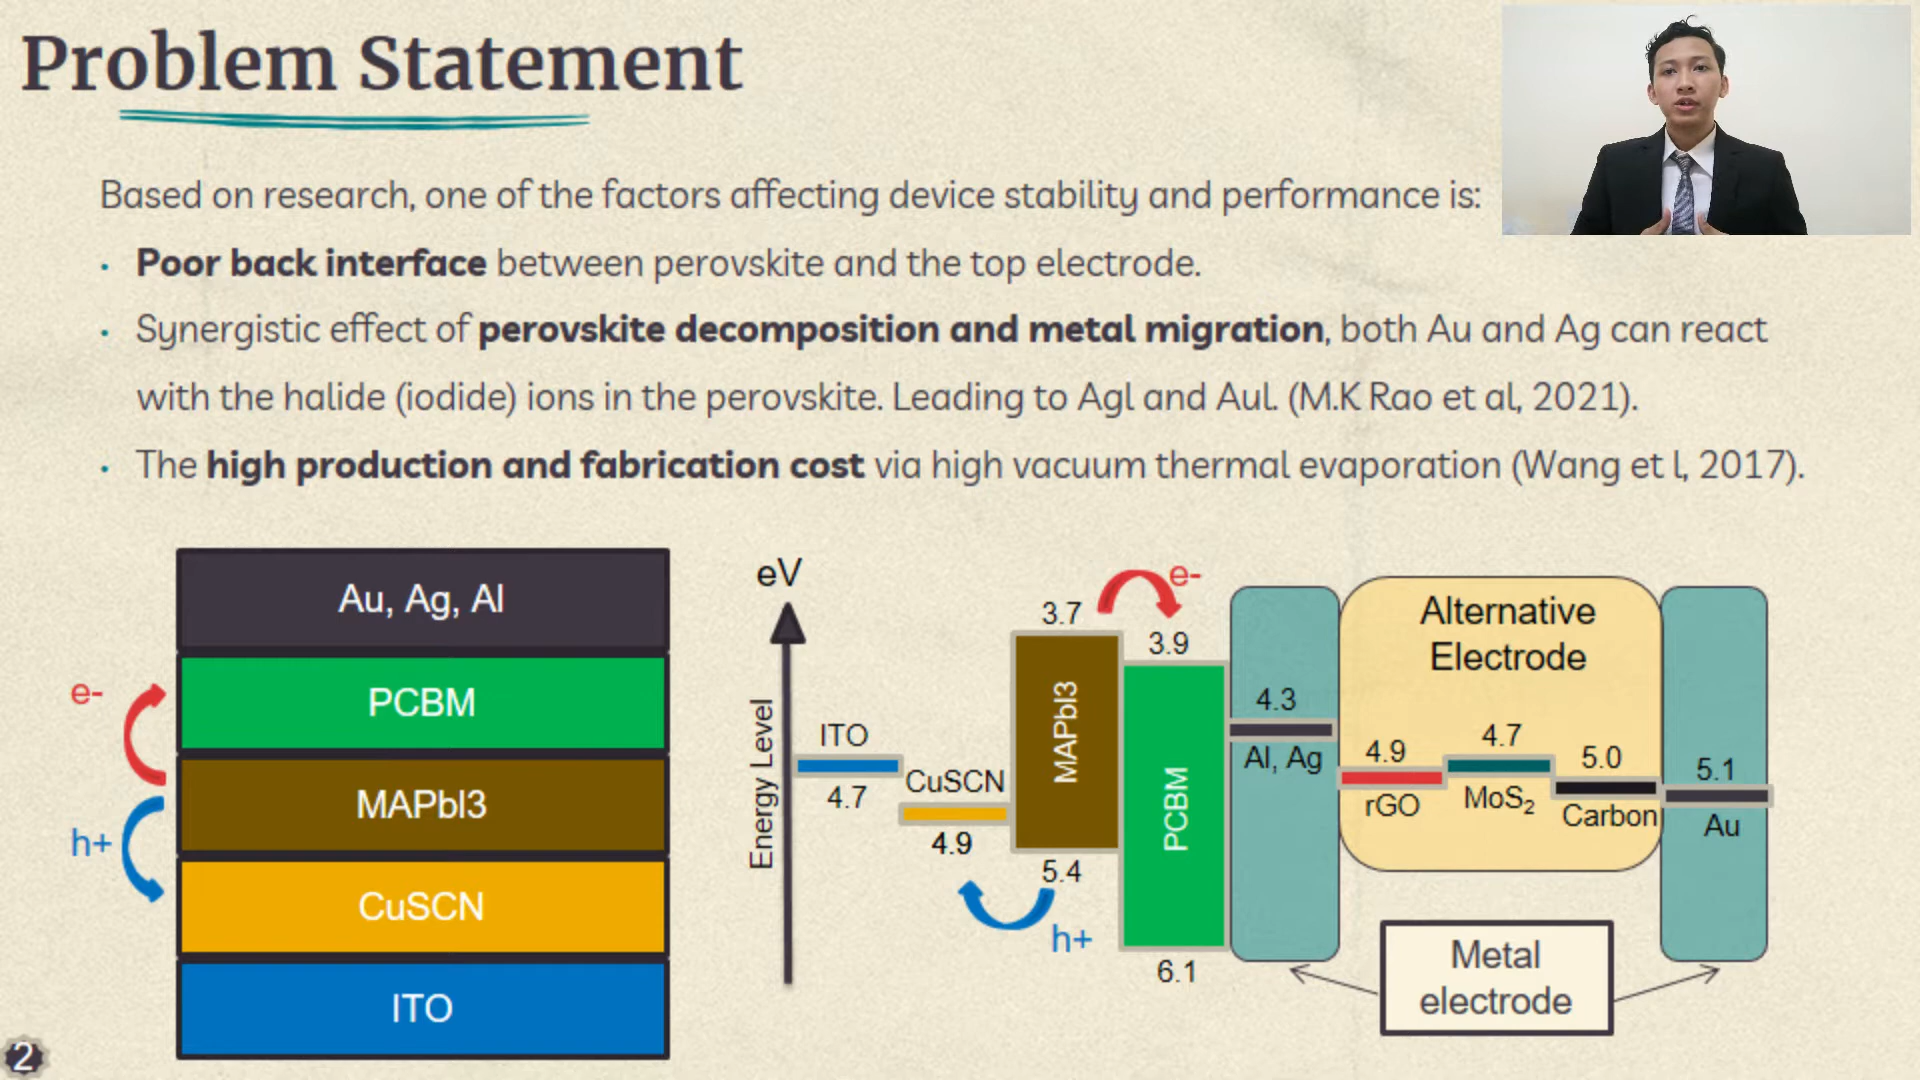 Problem Statement
Based on research, one of the factors affecting device stability and performance is:
· Poor back interface between perovskite and the top electrode.
· Synergistic effect of perovskite decomposition and metal migration, both Au and Ag can react
with the halide (iodide) ions in the perovskite. Leading to AgI and AuI. (M.K Rao et al, 2021).
· The high production and fabrication cost via high vacuum thermal evaporation (Wang et l, 2017).
Au, Ag, Al
PCBM
MAPbI3
CuSCN
ITO
e-
h+
eV
Energy Level
ITO
4.7
CuSCN
4.9
3.7
MAPbI3
5.4
h+
e-
3.9
PCBM
6.1
4.3
Al, Ag
Alternative
Electrode
4.9
rGO
4.7
MoS₂
5.0
Carbon
5.1
Au
Metal
electrode
2